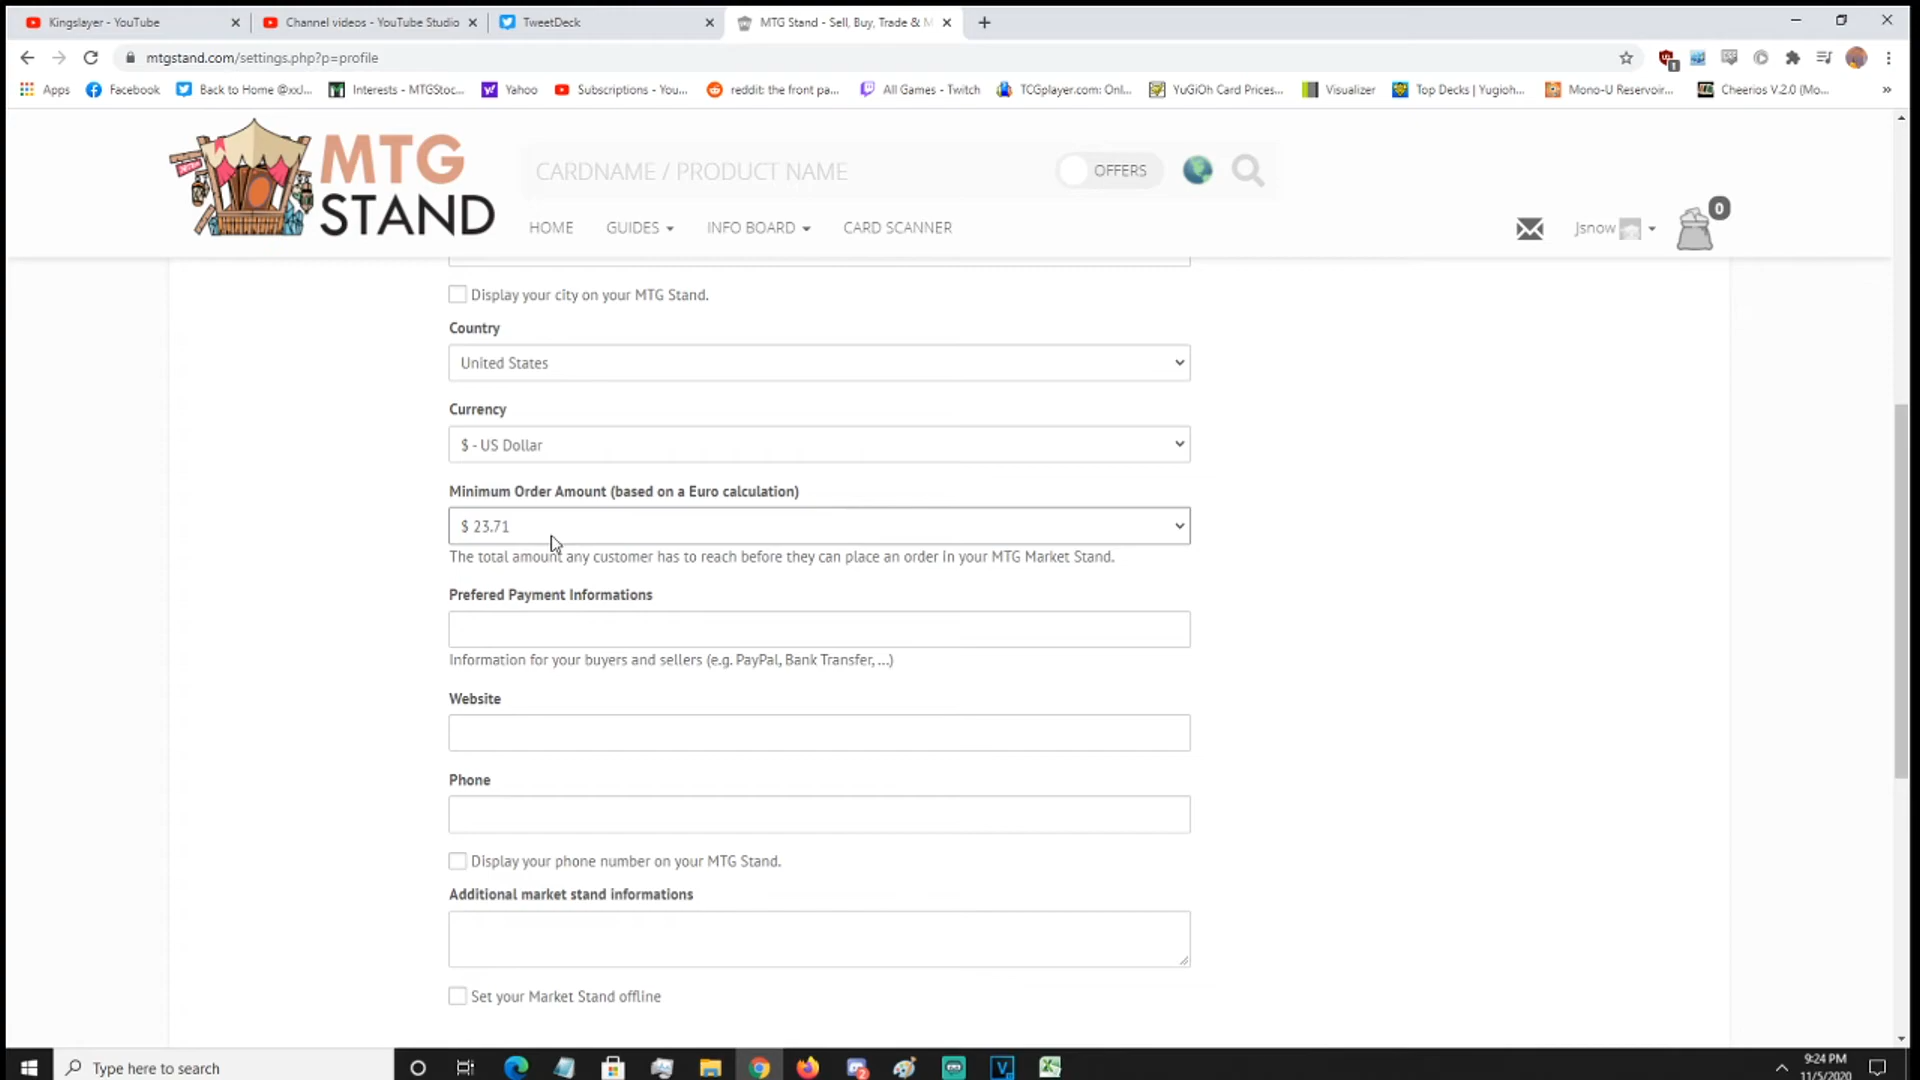 Kingslayer - YouTube
Channel videos - YouTube Studio
TweetDeck
MTG Stand - Sell, Buy, Trade & M
mtgstand.com/settings.php?p=profile
1
Apps
Facebook
Back to Home @xxJ...
Interests - MTGStoc...
Yahoo
Subscriptions - You...
reddit: the front pa...
All Games - Twitch
TCGplayer.com: Onl...
YuGiOh Card Prices...
Visualizer
Top Decks | Yugioh...
Mono-U Reservoir...
Cheerios V.2.0 (Mo...
»
MTG
STAND
CARDNAME / PRODUCT NAME
OFFERS
HOME
GUIDES
INFO BOARD
CARD SCANNER
Jsnow
0
Display your city on your MTG Stand.
Country
United States
Currency
$ - US Dollar
Minimum Order Amount (based on a Euro calculation)
$ 23.71
The total amount any customer has to reach before they can place an order in your MTG Market Stand.
Prefered Payment Informations
Information for your buyers and sellers (e.g. PayPal, Bank Transfer, ...)
Website
Phone
Display your phone number on your MTG Stand.
Additional market stand informations
Set your Market Stand offline
Type here to search
9:24 PM
11/5/2020